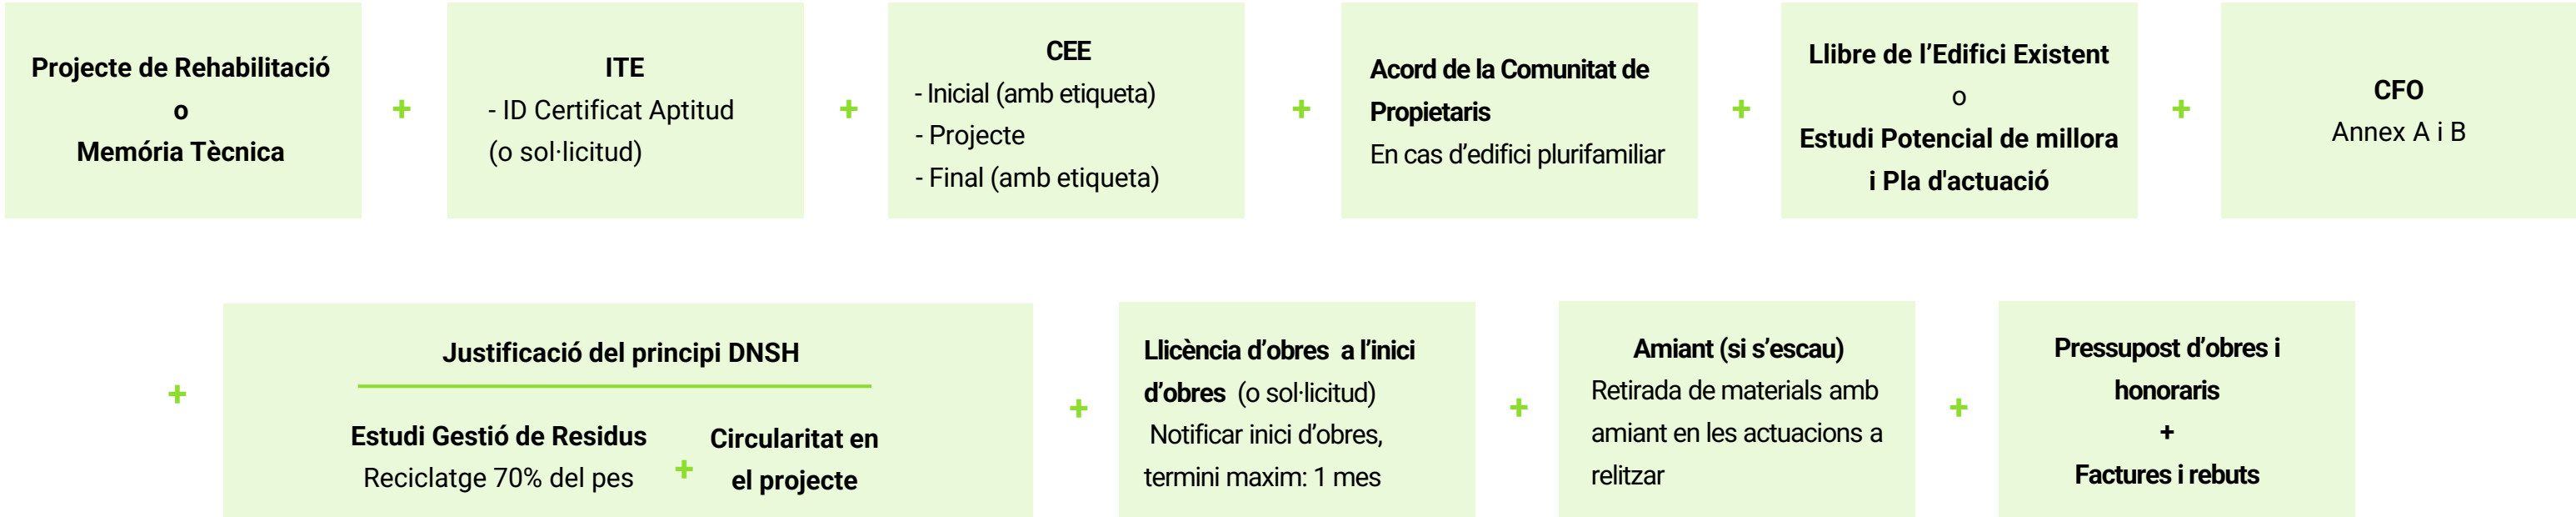 Projecte de Rehabilitació
o
Memória Tècnica
+
ITE
- ID Certificat Aptitud
(o sol·licitud)
+
CEE
- Inicial (amb etiqueta)
- Projecte
- Final (amb etiqueta)
+
Acord de la Comunitat de
Propietaris
En cas d’edifici plurifamiliar
+
Llibre de l’Edifici Existent
o
Estudi Potencial de millora
i Pla d'actuació
+
CFO
Annex A i B
+
Justificació del principi DNSH
Estudi Gestió de Residus
Reciclatge 70% del pes
+
Circularitat en
el projecte
+
Llicència d’obres a l’inici
d’obres (o sol·licitud)
Notificar inici d’obres,
termini maxim: 1 mes
+
Amiant (si s’escau)
Retirada de materials amb
amiant en les actuacions a
relitzar
+
Pressupost d’obres i
honoraris
+
Factures i rebuts